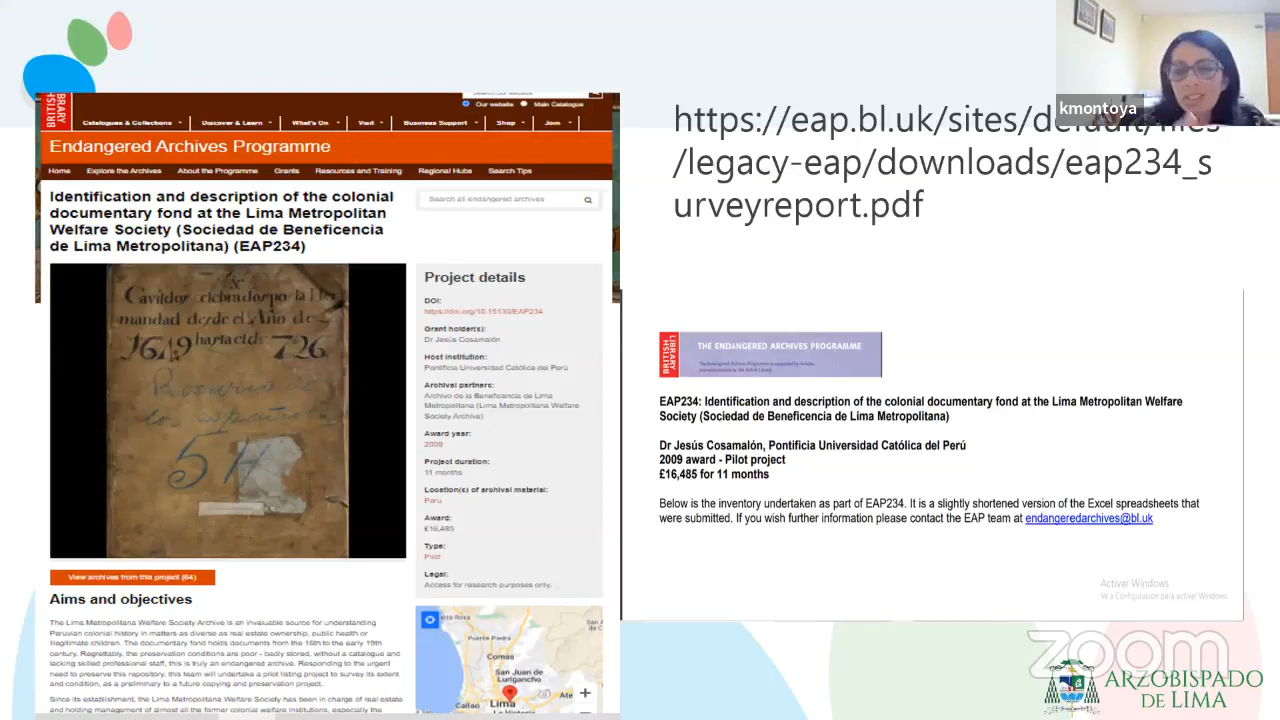 BRITISH LIBRARY
Our website Main Catalogue
Catalogues & Collections Discover & Learn What's On Visit Business Support Shop Join
Endangered Archives Programme
Home Explore the Archives About the Programme Grants Resources and Training Regional Hubs Search Tips
Identification and description of the colonial
documentary fond at the Lima Metropolitan
Welfare Society (Sociedad de Beneficencia
de Lima Metropolitana) (EAP234)
Cavildos celebrados por la Her
mandad desde el Año de
1649 hasta el de 726
Rosario de
los españoles
View archives from this project (64)
Aims and objectives
The Lima Metropolitan Welfare Society Archive is an invaluable source for understanding
Peruvian colonial history in matters as diverse as real estate ownership, public health or
illegitimate children. The documentary fond holds documents from the 16th to the early 19th
century. Regrettably, the preservation conditions are poor - badly stored, without a catalogue and
lacking skilled professional staff, this is truly an endangered archive. Responding to the urgent
need to preserve this repository, this team will undertake a pilot listing project to survey its extent
and condition, as a preliminary to a future copying and preservation project.
Since its establishment, the Lima Metropolitan Welfare Society has been in charge of real estate
and holding management of almost all the former colonial welfare institutions, especially the
Search all endangered archives
Project details
DOI:
https://doi.org/10.15130/EAP234
Grant holder(s):
Dr Jesús Cosamalón
Host institution:
Pontificia Universidad Católica del Perú
Archival partners:
Archivo de la Beneficencia de Lima
Metropolitana (Lima Metropolitana Welfare
Society Archive)
Award year:
2009
Project duration:
11 months
Location(s) of archival material:
Peru
Award:
£16,485
Type:
Pilot
Legal:
Access for research purposes only.
Puente Piedra
Comas
San Juan de
Lurigancho
Ate
Lima
Callao
La Victoria
kmontoya
https://eap.bl.uk/sites/default/files
/legacy-eap/downloads/eap234_s
urveyreport.pdf
BRITISH LIBRARY
THE ENDANGERED ARCHIVES PROGRAMME
EAP234: Identification and description of the colonial documentary fond at the Lima Metropolitan Welfare
Society (Sociedad de Beneficencia de Lima Metropolitana)
Dr Jesús Cosamalón, Pontificia Universidad Católica del Perú
2009 award - Pilot project
£16,485 for 11 months
Below is the inventory undertaken as part of EAP234. It is a slightly shortened version of the Excel spreadsheets that
were submitted. If you wish further information please contact the EAP team at endangeredarchives@bl.uk
Activar Windows
Ve a Configuración para activar Windows.
zoom
ARZOBISPADO
DE LIMA